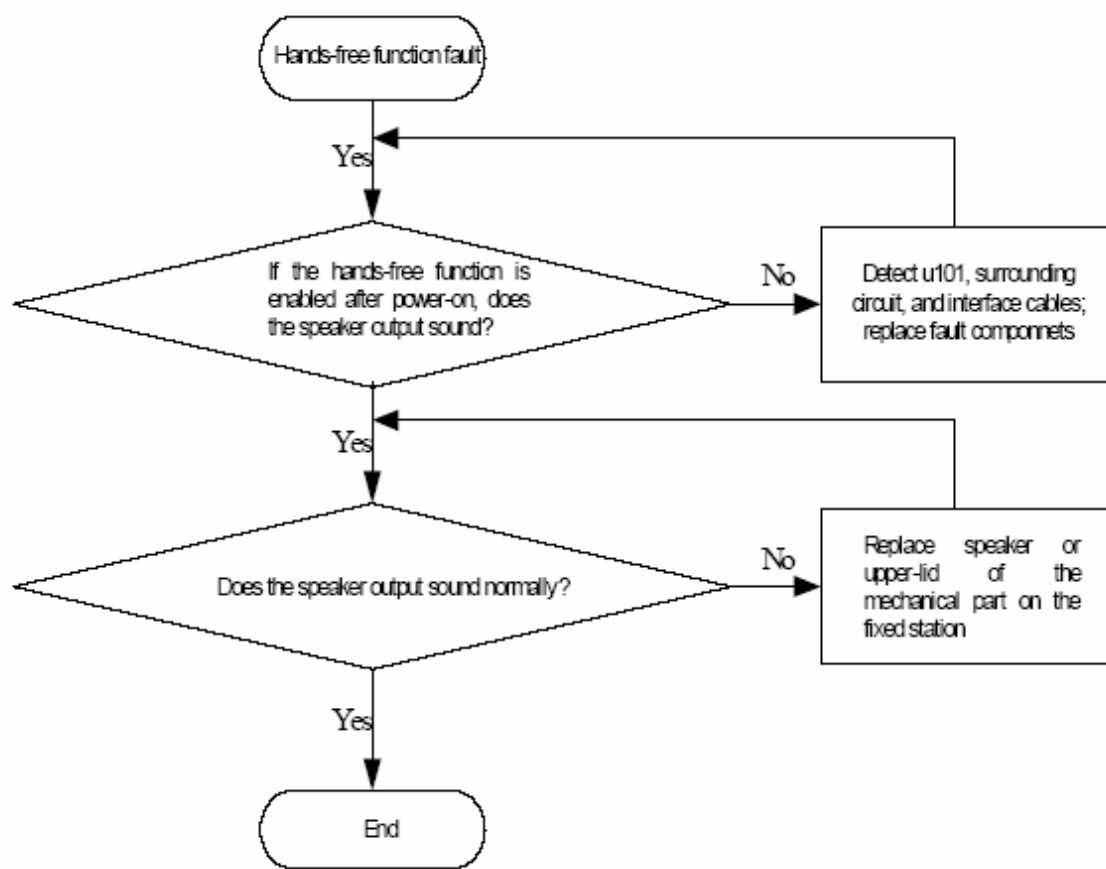 Hands-free function fault
Yes
If the hands-free function is
enabled after power-on, does
the speaker output sound?
No
Detect u101, surrounding
circuit, and interface cables;
replace fault componnets
Yes
Does the speaker output sound normally?
No
Replace speaker or
upper-lid of the
mechanical part on the
fixed station
Yes
End